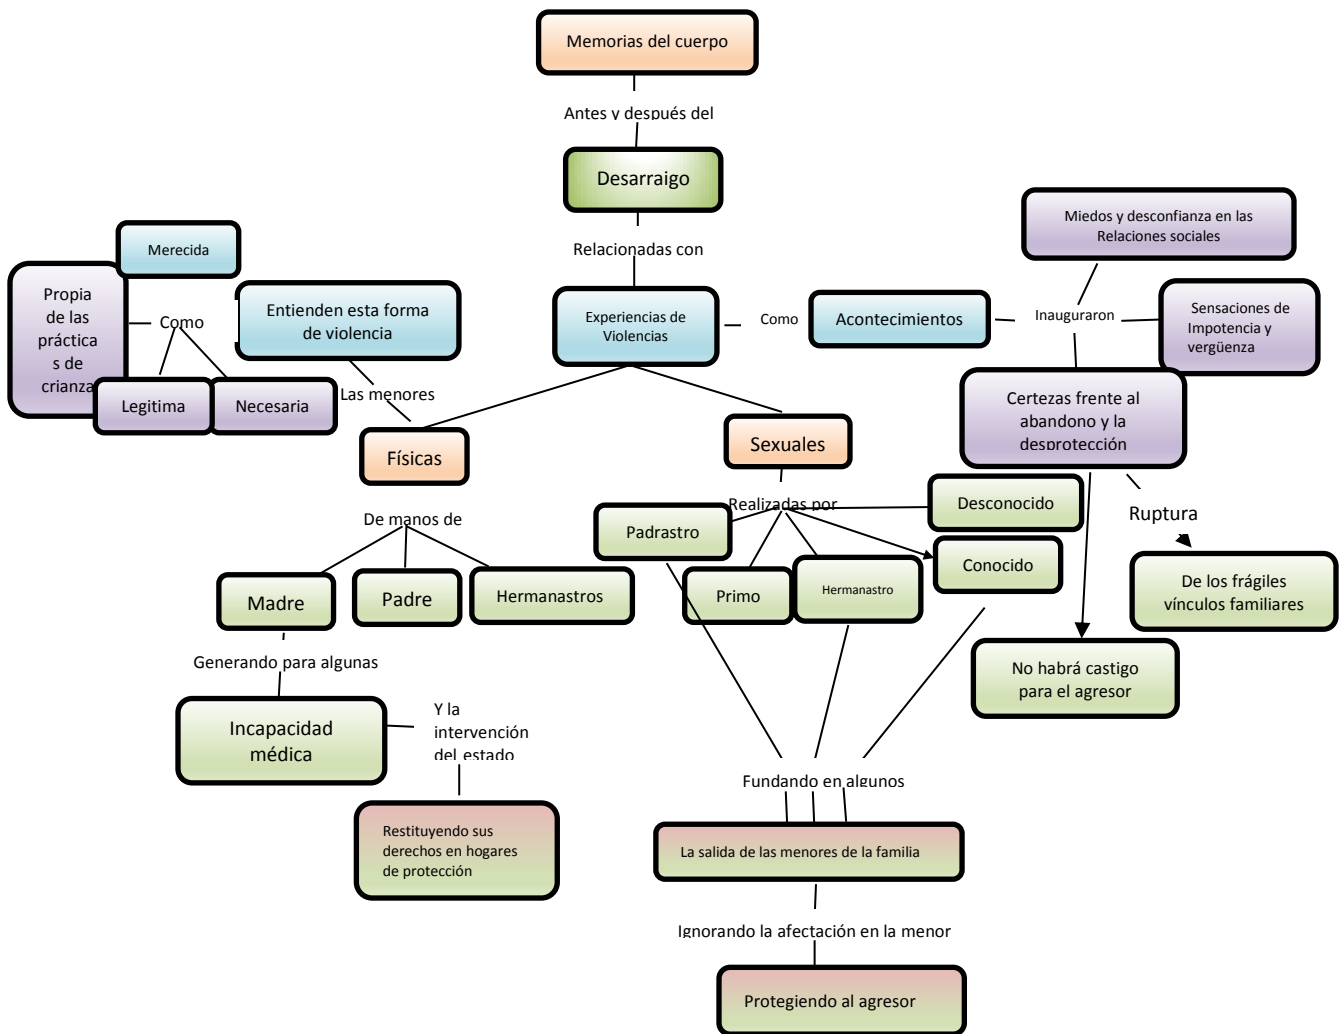 Memorias del cuerpo
Antes y después del
Desarraigo
Relacionadas con
Miedos y desconfianza en las
Relaciones sociales
Merecida
Propia
de las
práctica
s de
crianza
Como
Entienden esta forma
de violencia
Experiencias de
Violencias
Como
Acontecimientos
Inauguraron
Sensaciones de
Impotencia y
vergüenza
Legitima
Necesaria
Las menores
Certezas frente al
abandono y la
desprotección
Físicas
Sexuales
De manos de
Realizadas por
Desconocido
Ruptura
Padrastro
Conocido
Madre
Padre
Hermanastros
Primo
Hermanastro
De los frágiles
vínculos familiares
Generando para algunas
No habrá castigo
para el agresor
Incapacidad
médica
Y la
intervención
del estado
Fundando en algunos
Restituyendo sus
derechos en hogares
de protección
La salida de las menores de la familia
Ignorando la afectación en la menor
Protegiendo al agresor